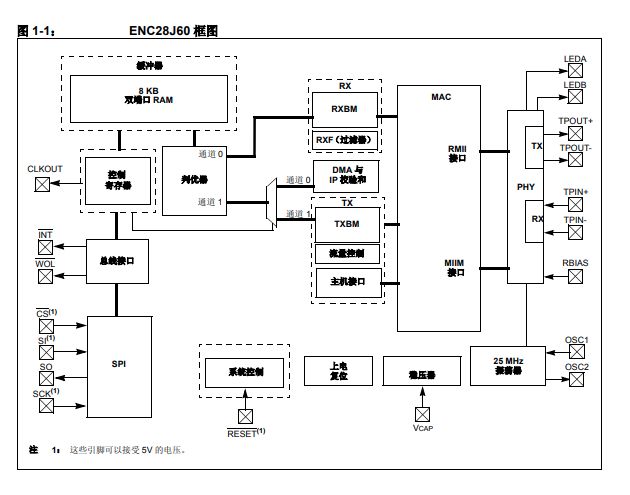 图 1-1：
ENC28J60 框图
缓冲器
8 KB
双端口 RAM
RX
RXBM
RXF（过滤器）
MAC
RMII
接口
MIIM
接口
LEDA
LEDB
TPOUT+
TPOUT-
TX
PHY
RX
TPIN+
TPIN-
RBIAS
CLKOUT
控制
寄存器
判优器
通道 0
通道 1
通道 0
通道 1
DMA 与
IP 校验和
TX
TXBM
流量控制
主机接口
INT
WOL
总线接口
CS(1)
SI(1)
SO
SCK(1)
SPI
系统控制
RESET(1)
上电
复位
稳压器
VCAP
25 MHz
振荡器
OSC1
OSC2
注 1： 这些引脚可以接受 5V 的电压。